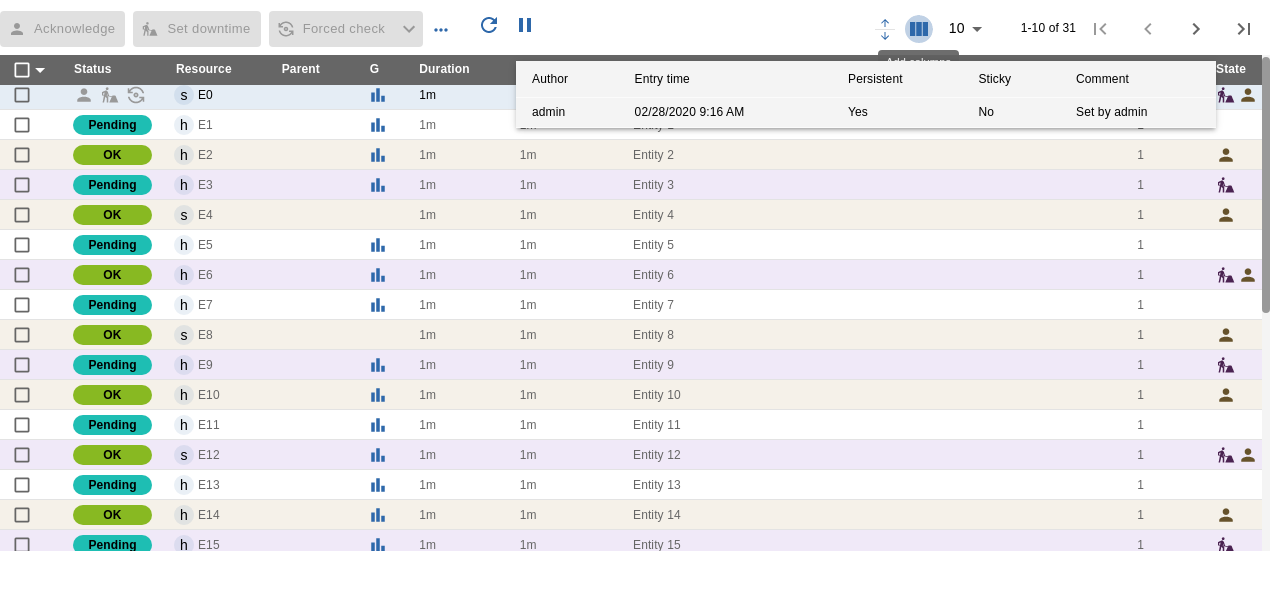 Acknowledge Set downtime Forced check 10 1-10 of 31
Add columns
Status Resource Parent G Duration State
Author Entry time Persistent Sticky Comment
s E0 1m
admin 02/28/2020 9:16 AM Yes No Set by admin
Pending h E1 1m
OK h E2 1m 1m Entity 2 1
Pending h E3 1m 1m Entity 3 1
OK s E4 1m 1m Entity 4 1
Pending h E5 1m 1m Entity 5 1
OK h E6 1m 1m Entity 6 1
Pending h E7 1m 1m Entity 7 1
OK s E8 1m 1m Entity 8 1
Pending h E9 1m 1m Entity 9 1
OK h E10 1m 1m Entity 10 1
Pending h E11 1m 1m Entity 11 1
OK s E12 1m 1m Entity 12 1
Pending h E13 1m 1m Entity 13 1
OK h E14 1m 1m Entity 14 1
Pending h E15 1m 1m Entity 15 1